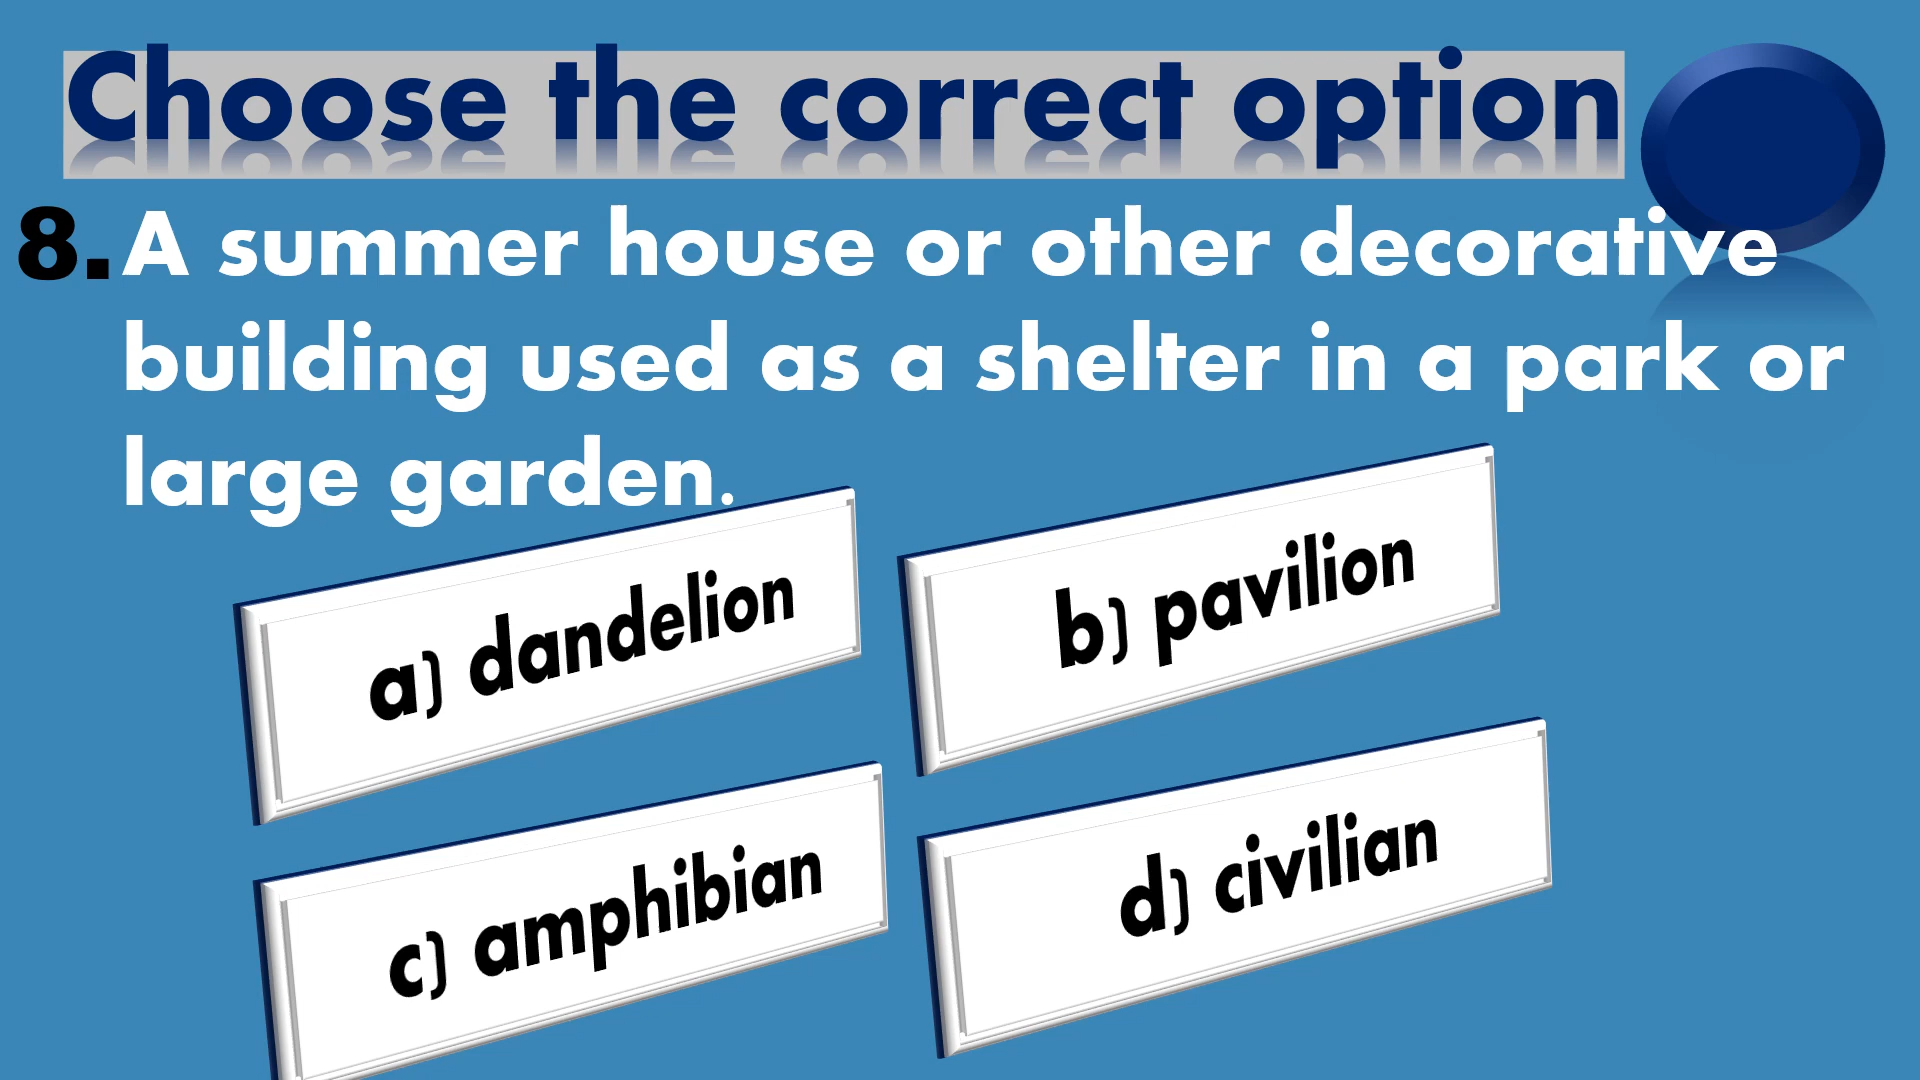 Choose the correct option
8. A summer house or other decorative
building used as a shelter in a park or
large garden.
a) dandelion
b) pavilion
c) amphibian
d) civilian